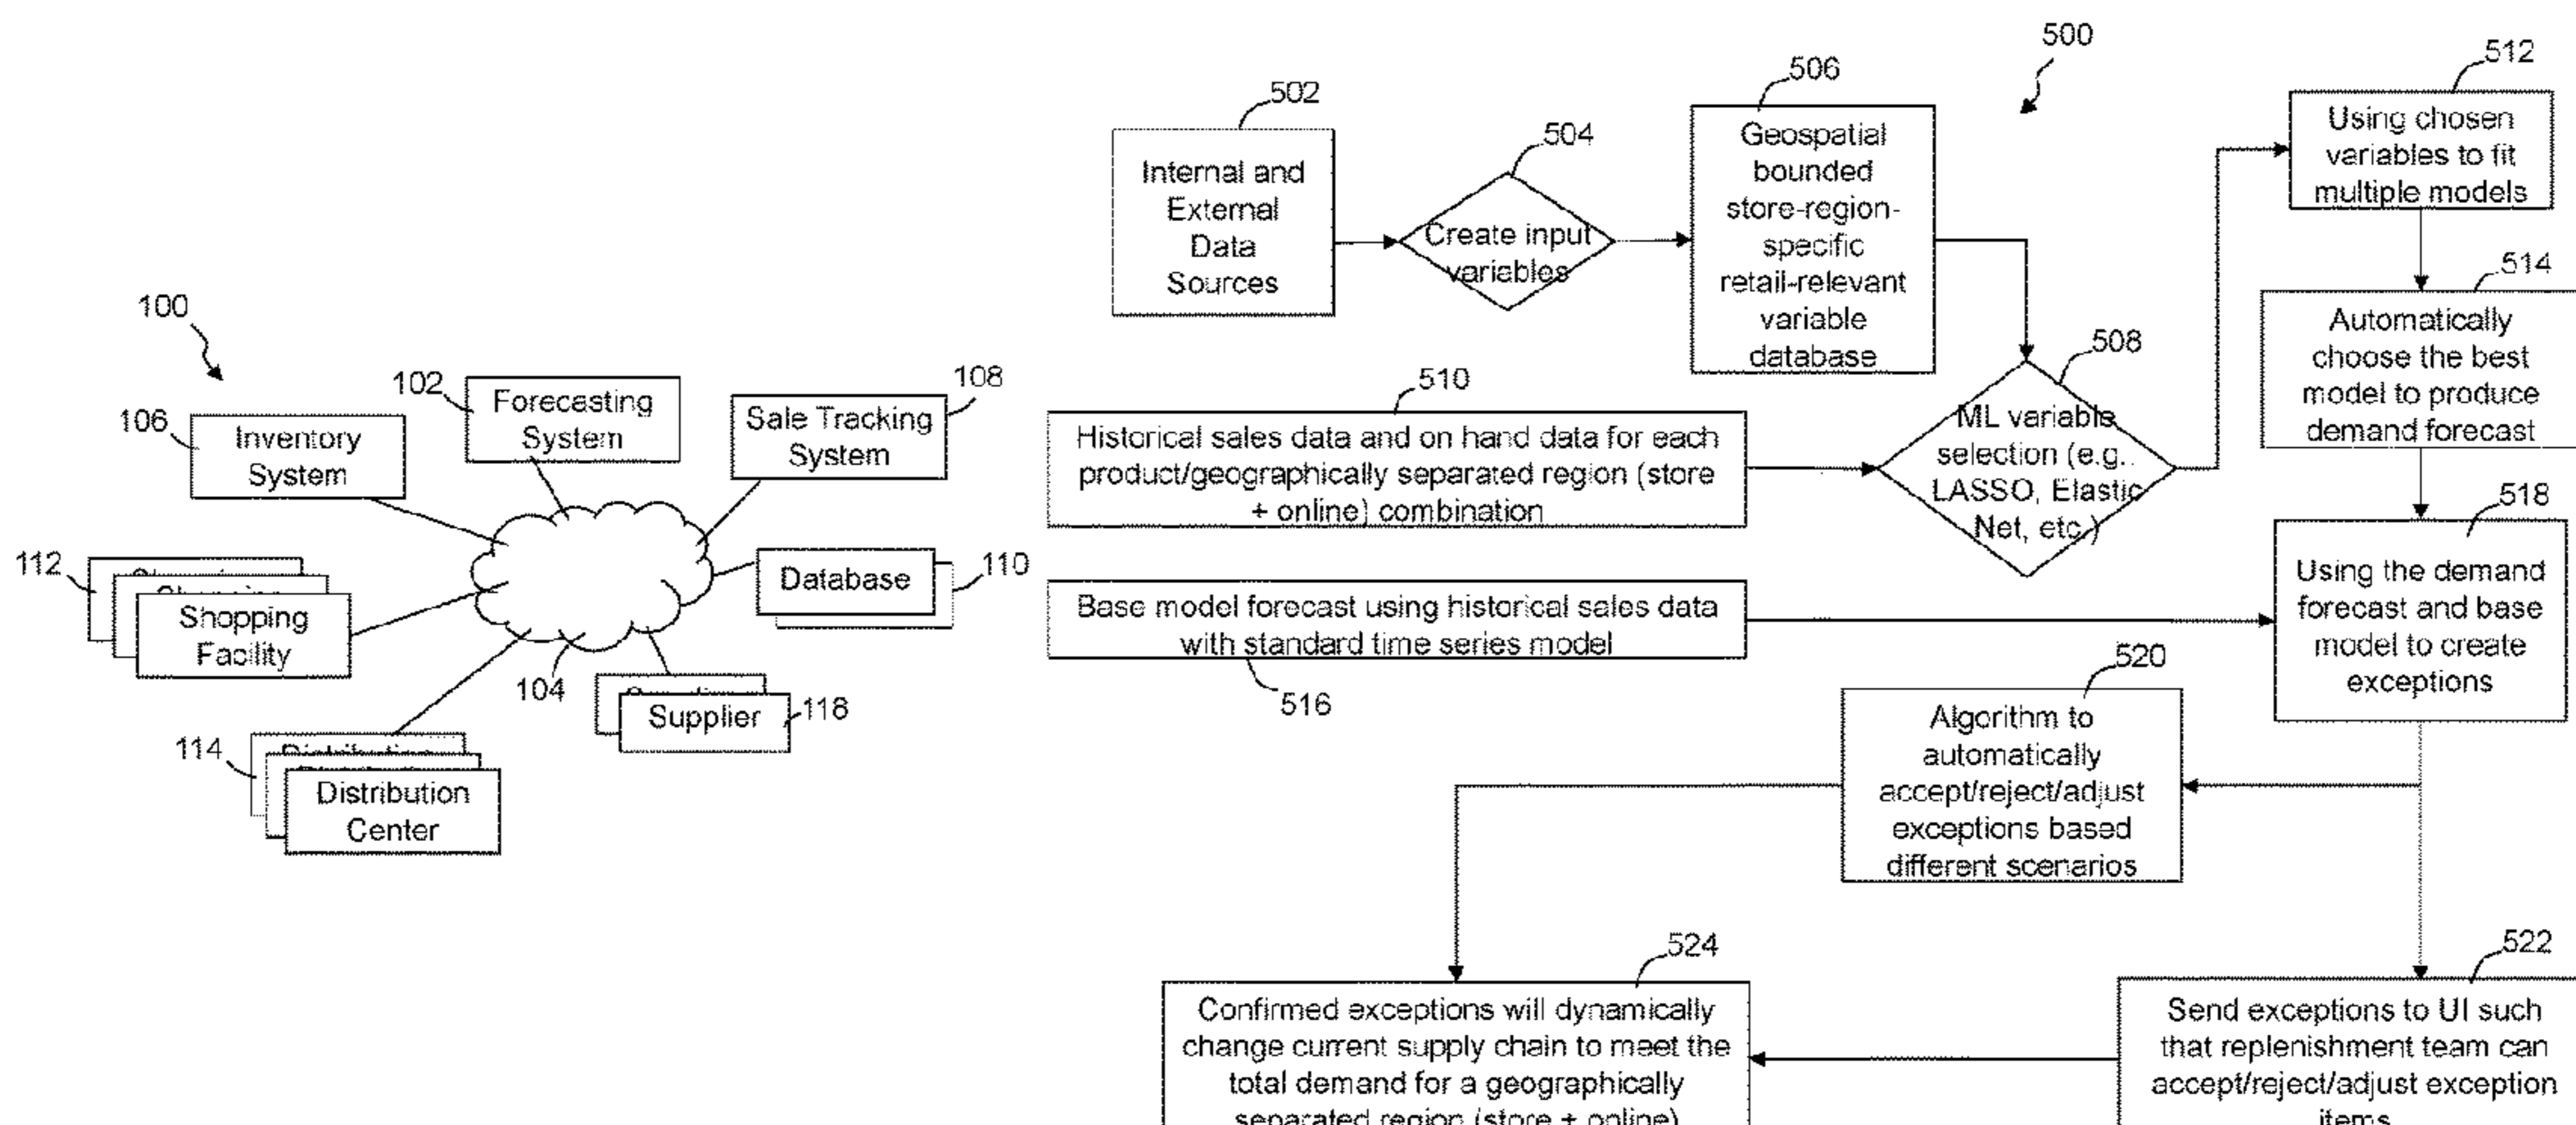 100
102
Forecasting
System
106
Inventory
System
108
Sale Tracking
System
112
Shopping
Facility
Database
110
104
Supplier
118
114
Distribution
Center
500
502
Internal and
External
Data
Sources
504
Create input
variables
506
Geospatial
bounded
store-region-
specific
retail-relevant
variable
database
508
ML variable
selection (e.g.,
LASSO, Elastic
Net, etc.)
510
Historical sales data and on hand data for each
product/geographically separated region (store
+ online) combination
512
Using chosen
variables to fit
multiple models
514
Automatically
choose the best
model to produce
demand forecast
Base model forecast using historical sales data
with standard time series model
516
518
Using the demand
forecast and base
model to create
exceptions
520
Algorithm to
automatically
accept/reject/adjust
exceptions based
different scenarios
522
Send exceptions to UI such
that replenishment team can
accept/reject/adjust exception
items
524
Confirmed exceptions will dynamically
change current supply chain to meet the
total demand for a geographically
separated region (store + online)